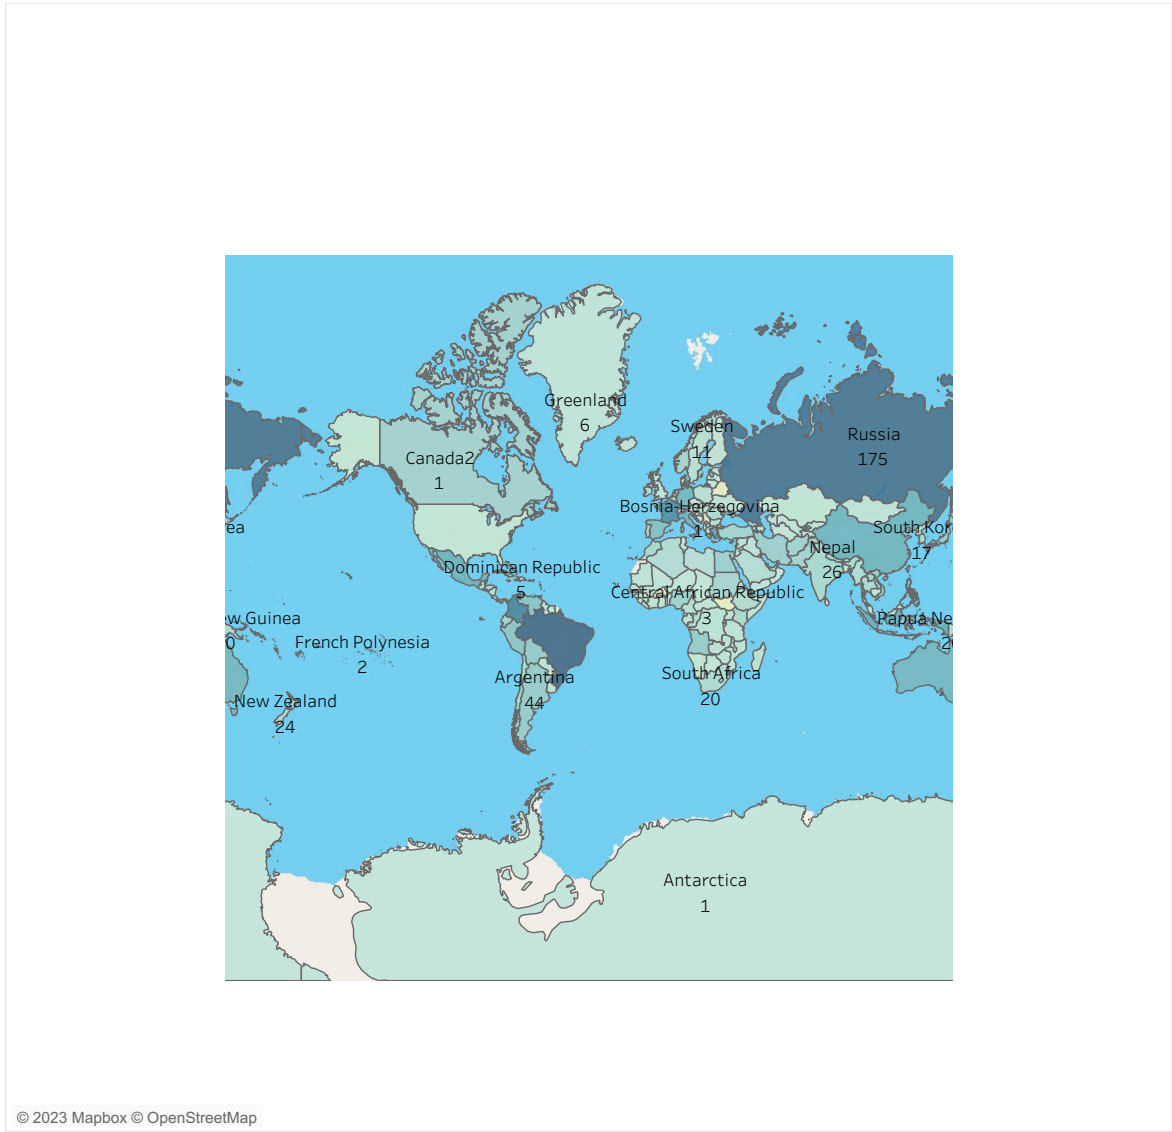 Greenland
6
Sweden
11
Russia
175
Canada2
1
Bosnia-Herzegovina
1
ea
South Kor
17
Nepal
26
Dominican Republic
5
Central African Republic
3
w Guinea
0
Papua Ne
20
French Polynesia
2
Argentina
44
South Africa
20
New Zealand
24
Antarctica
1
© 2023 Mapbox © OpenStreetMap